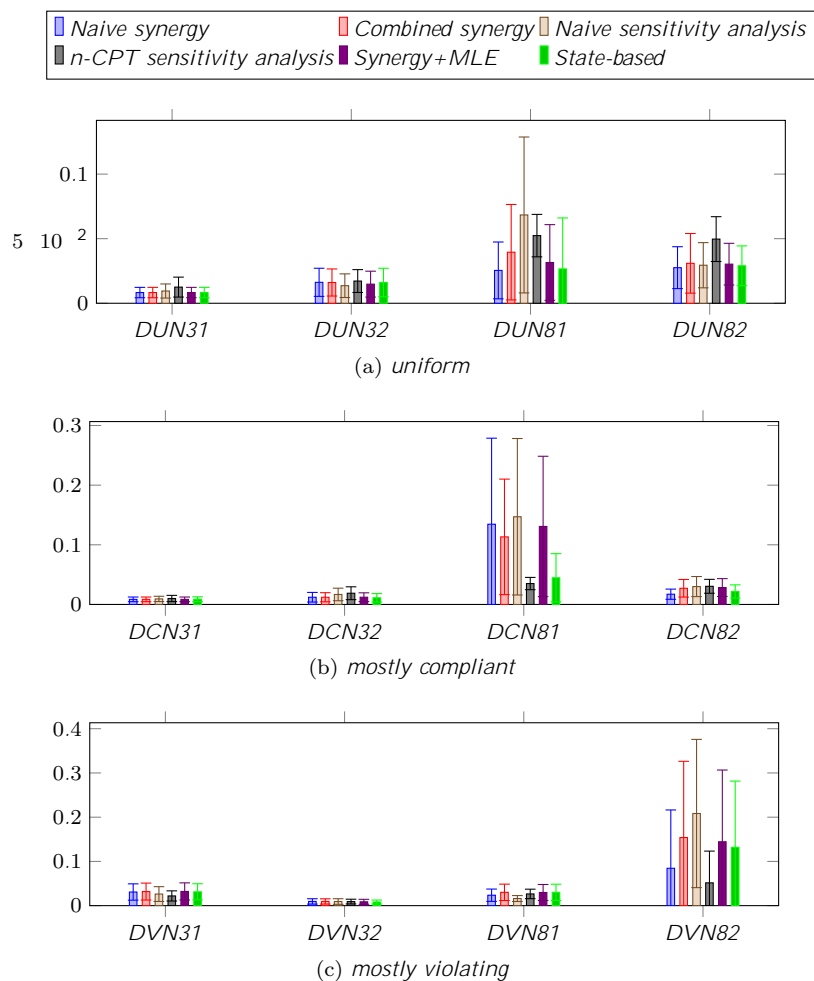 Naive synergy Combined synergy Naive sensitivity analysis
n-CPT sensitivity analysis Synergy+MLE State-based
0.1
5 10 2
0
DUN31 DUN32 DUN81 DUN82
(a) uniform
0.3
0.2
0.1
0
DCN31 DCN32 DCN81 DCN82
(b) mostly compliant
0.4
0.3
0.2
0.1
0
DVN31 DVN32 DVN81 DVN82
(c) mostly violating